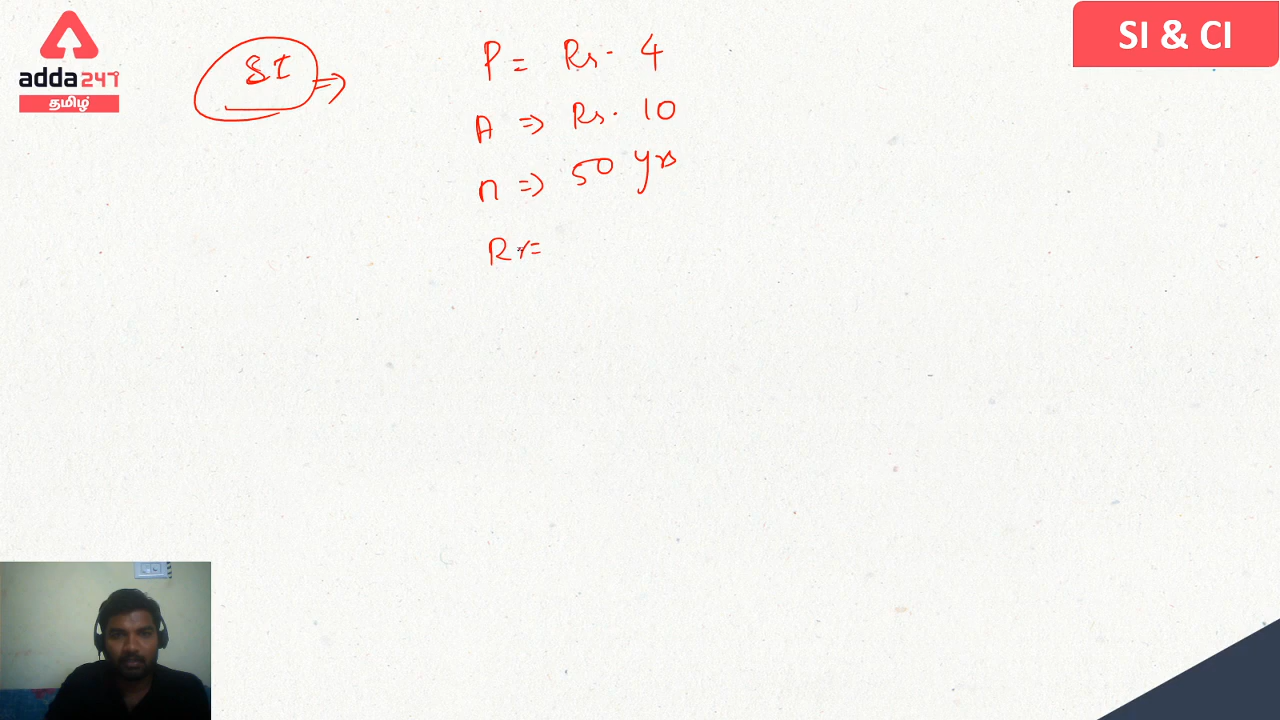 adda247
தமிழ்
SI & CI
SI ⇒
P = Rs. 4
A ⇒ Rs. 10
n ⇒ 50 yrs
R%=